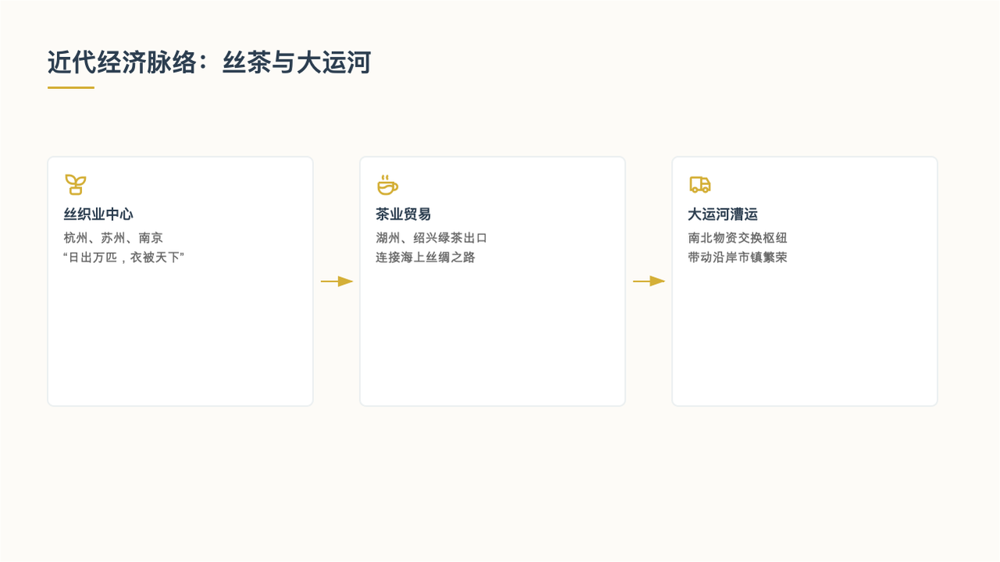 近代经济脉络：丝茶与大运河
丝织业中心
杭州、苏州、南京
“日出万匹，衣被天下”
茶业贸易
湖州、绍兴绿茶出口
连接海上丝绸之路
大运河漕运
南北物资交换枢纽
带动沿岸市镇繁荣